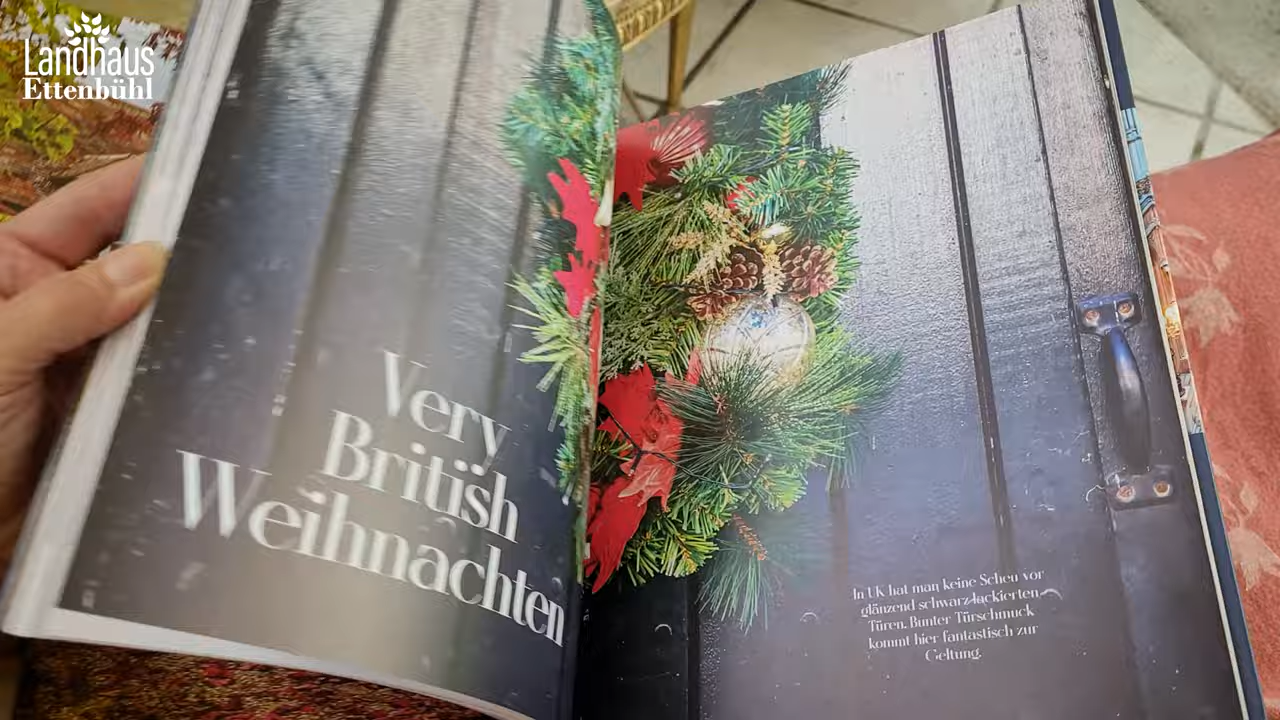 Landhaus
Ettenbühl
Very
British
Weihnachten
In UK hat man keine Scheu vor
glänzend schwarz lackierten
Türen. Bunter Türschmuck
kommt hier fantastisch zur
Geltung.